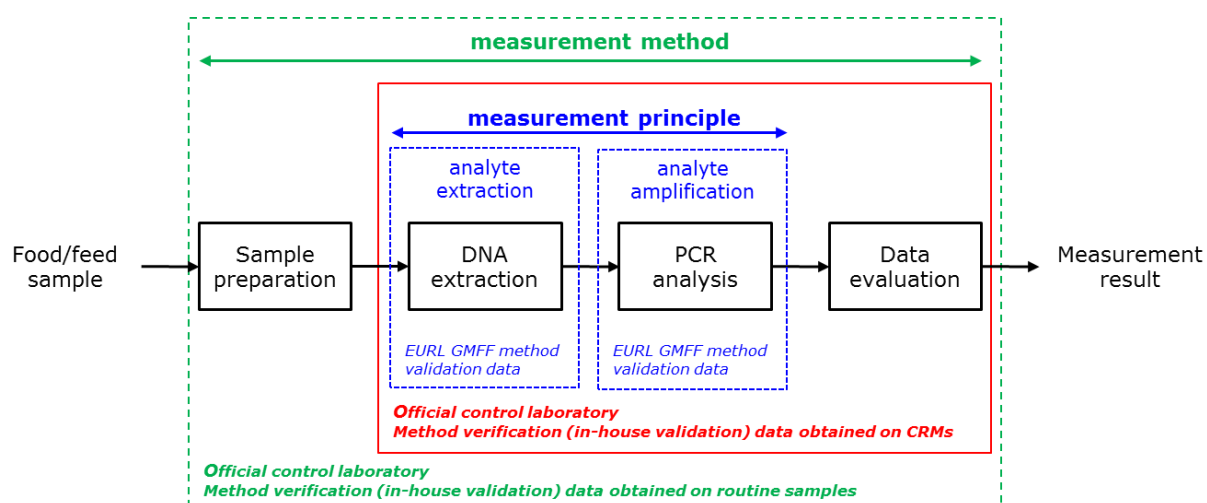 measurement method
measurement principle
analyte
extraction
analyte
amplification
Food/feed
sample
Sample
preparation
DNA
extraction
PCR
analysis
Data
evaluation
Measurement
result
EURL GMFF method
validation data
EURL GMFF method
validation data
Official control laboratory
Method verification (in-house validation) data obtained on CRMs
Official control laboratory
Method verification (in-house validation) data obtained on routine samples